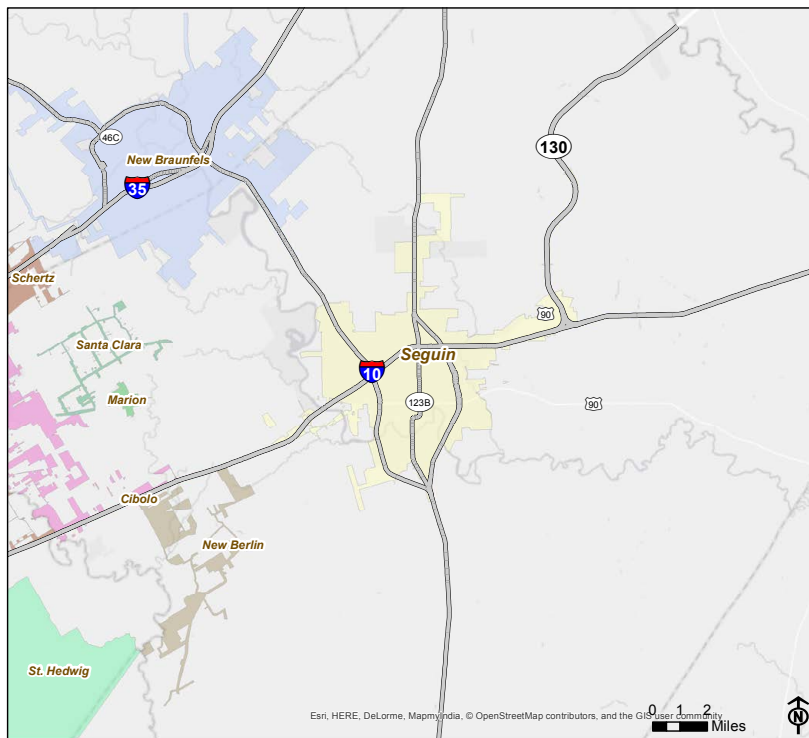 130
46C
New Braunfels
35
Schertz
90
Santa Clara
Seguin
10
Marion
123B
90
Cibolo
New Berlin
St. Hedwig
Esri, HERE, DeLorme, MapmyIndia, © OpenStreetMap contributors, and the GIS user community
0 1 2
Miles
N